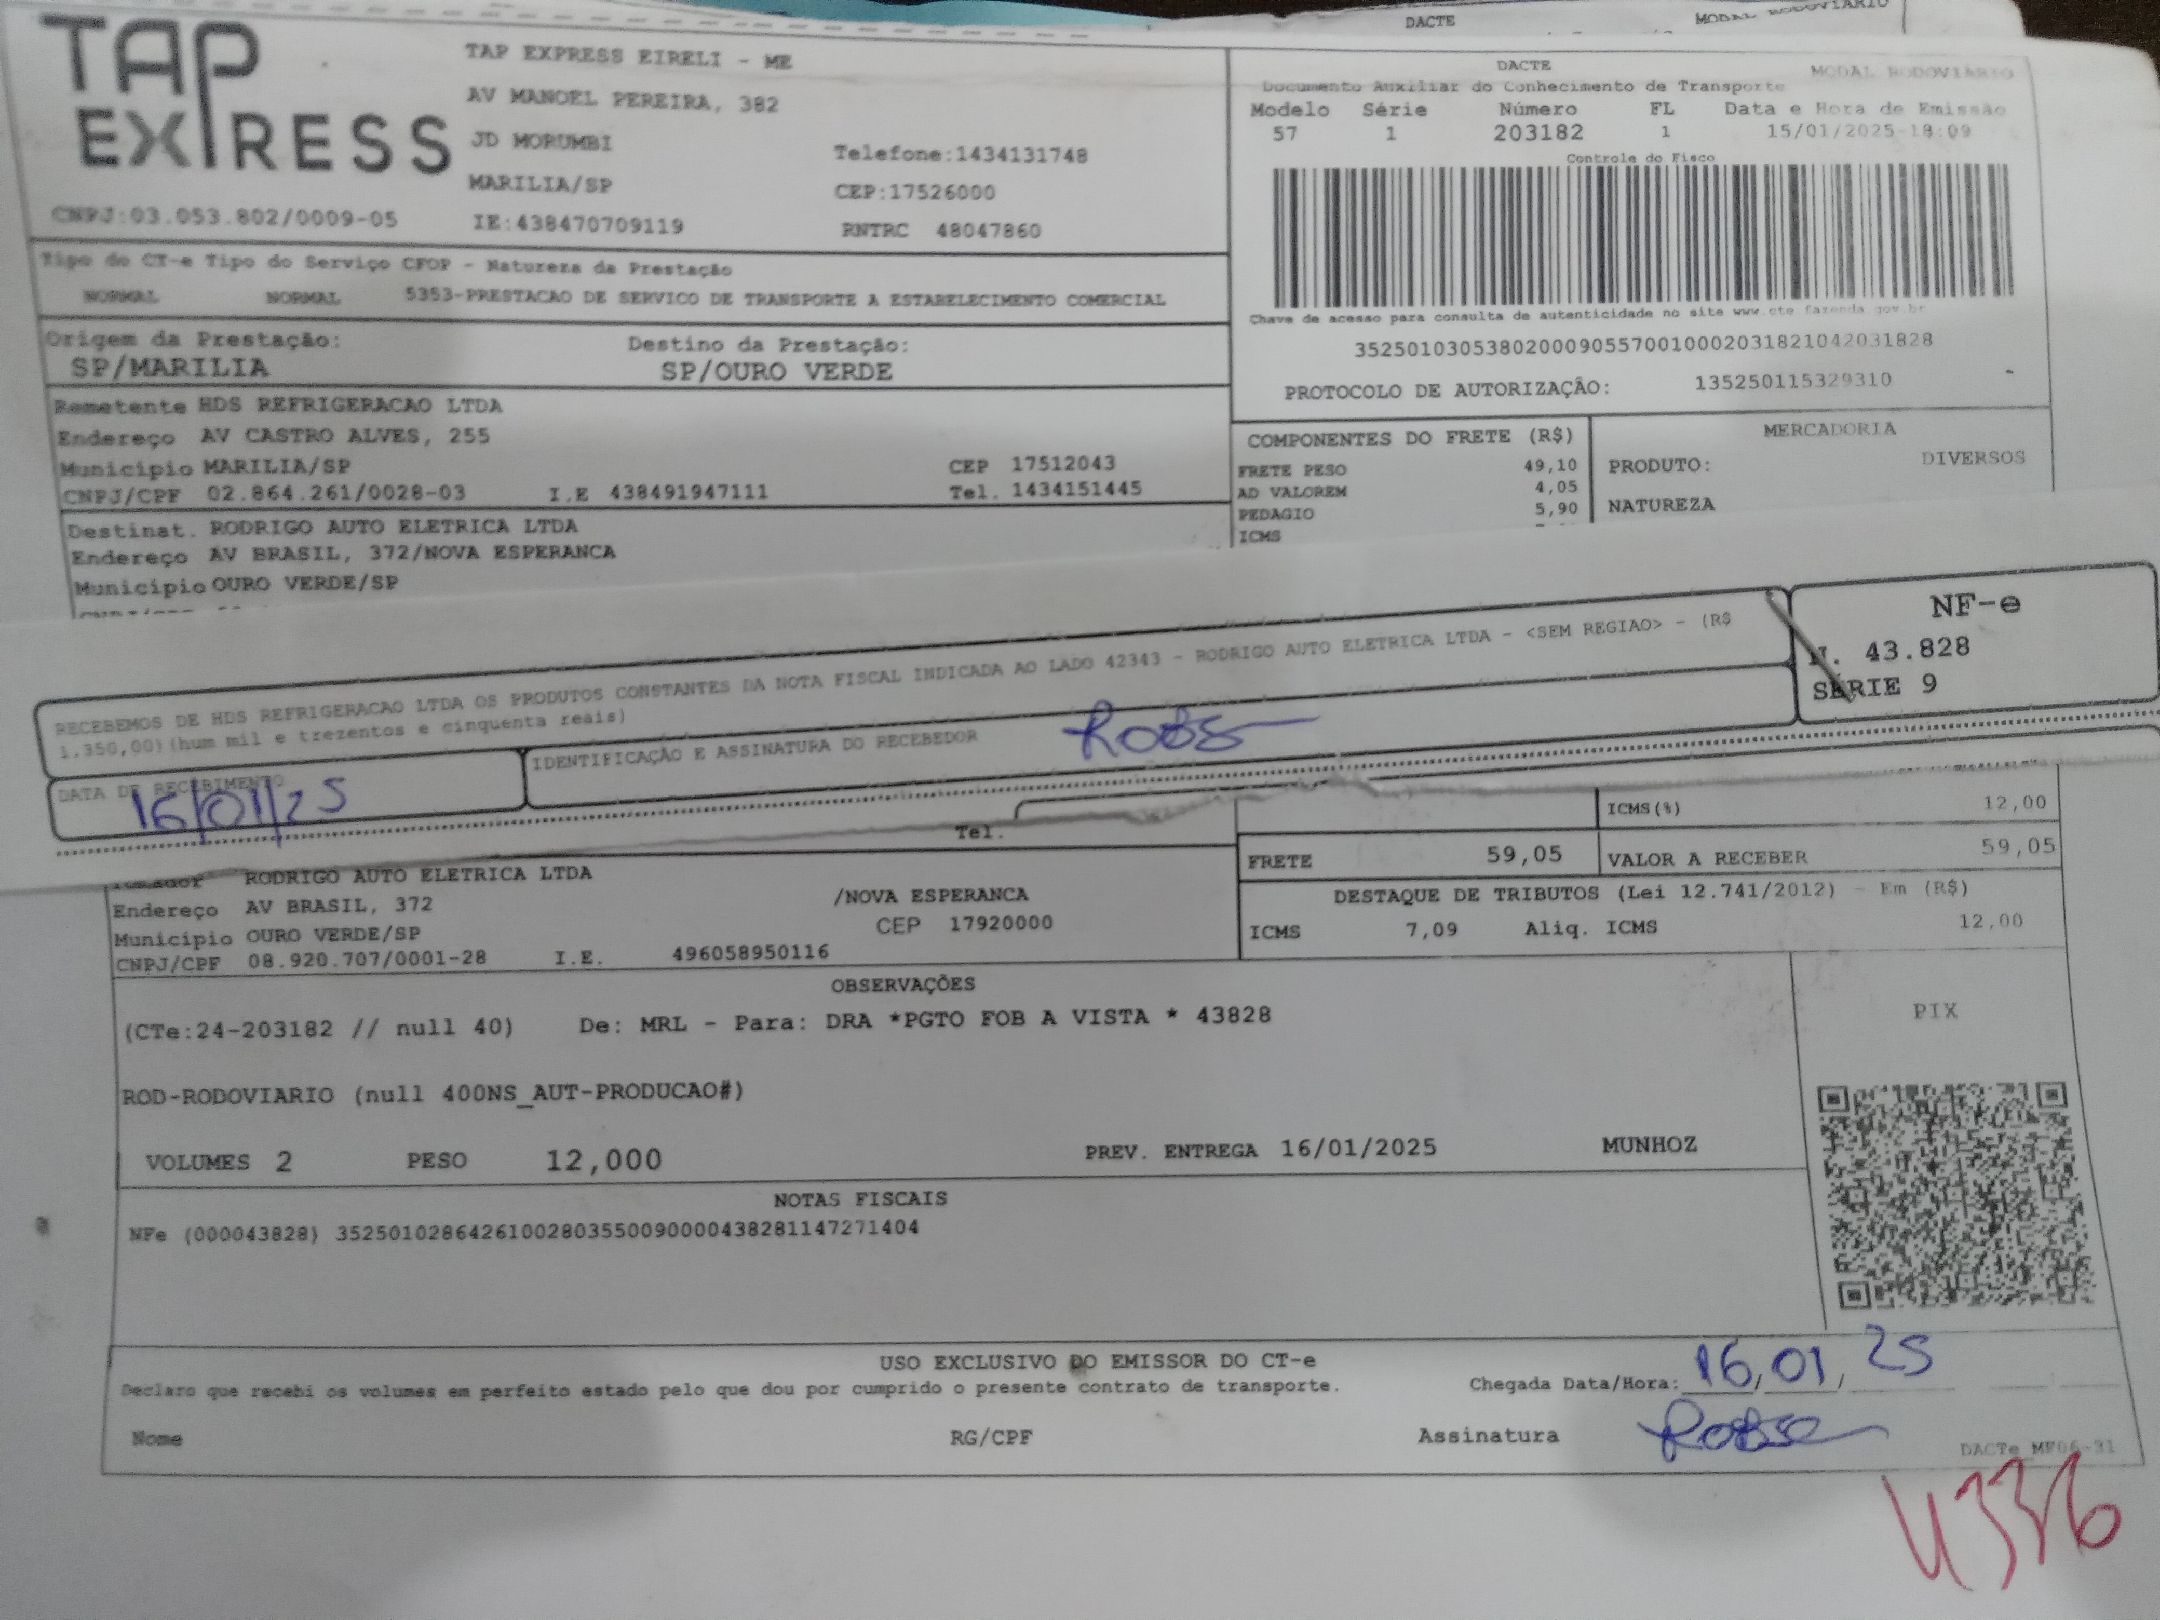 DACTE
MODAL RODOVIÁRIO
TAP
EXPRESS
TAP EXPRESS EIRELI - ME
AV MANOEL PEREIRA, 382
JD MORUMBI
Telefone:1434131748
MARILIA/SP
CEP:17526000
CNPJ:03.053.802/0009-05
IE:438470709119
RNTRC 48047860
DACTE
MODAL RODOVIÁRIO
Documento Auxiliar do Conhecimento de Transporte
Modelo Série Número FL Data e Hora de Emissão
57 1 203182 1 15/01/2025-18:09
Controle do Fisco
Chave de acesso para consulta de autenticidade no site www.cte fazenda gov.br
35250103053802000905570010002031821042031828
PROTOCOLO DE AUTORIZAÇÃO: 135250115329310
Tipo do CT-e Tipo do Serviço CFOP - Natureza da Prestação
NORMAL NORMAL 5353-PRESTACAO DE SERVICO DE TRANSPORTE A ESTABELECIMENTO COMERCIAL
Origem da Prestação: Destino da Prestação:
SP/MARILIA SP/OURO VERDE
Remetente HDS REFRIGERACAO LTDA
Endereço AV CASTRO ALVES, 255
Município MARILIA/SP CEP 17512043
CNPJ/CPF 02.864.261/0028-03 I.E 438491947111 Tel. 1434151445
Destinat. RODRIGO AUTO ELETRICA LTDA
Endereço AV BRASIL, 372/NOVA ESPERANCA
Município OURO VERDE/SP
COMPONENTES DO FRETE (R$)
FRETE PESO 49,10
AD VALOREM 4,05
PEDAGIO 5,90
ICMS
MERCADORIA
PRODUTO: DIVERSOS
NATUREZA
RECEBEMOS DE HDS REFRIGERACAO LTDA OS PRODUTOS CONSTANTES DA NOTA FISCAL INDICADA AO LADO 42343 - RODRIGO AUTO ELETRICA LTDA - <SEM REGIAO> - (R$
1.350,00)(hum mil e trezentos e cinquenta reais)
NF-e
N. 43.828
SÉRIE 9
DATA DE RECEBIMENTO
16/01/25
IDENTIFICAÇÃO E ASSINATURA DO RECEBEDOR
Tel.
ICMS(%) 12,00
FRETE 59,05 VALOR A RECEBER 59,05
DESTAQUE DE TRIBUTOS (Lei 12.741/2012) - Em (R$)
ICMS 7,09 Aliq. ICMS 12,00
RODRIGO AUTO ELETRICA LTDA
Endereço AV BRASIL, 372 /NOVA ESPERANCA
Município OURO VERDE/SP CEP 17920000
CNPJ/CPF 08.920.707/0001-28 I.E. 496058950116
OBSERVAÇÕES
(CTe:24-203182 // null 40) De: MRL - Para: DRA *PGTO FOB A VISTA * 43828
ROD-RODOVIARIO (null 400NS_AUT-PRODUCAO#)
PIX
VOLUMES 2 PESO 12,000 PREV. ENTREGA 16/01/2025 MUNHOZ
NOTAS FISCAIS
NFe (000043828) 35250102864261002803550090000438281147271404
USO EXCLUSIVO DO EMISSOR DO CT-e
Declaro que recebi os volumes em perfeito estado pelo que dou por cumprido o presente contrato de transporte.
Chegada Data/Hora: 16/01/25
Nome RG/CPF Assinatura
DACTe_MF06-31